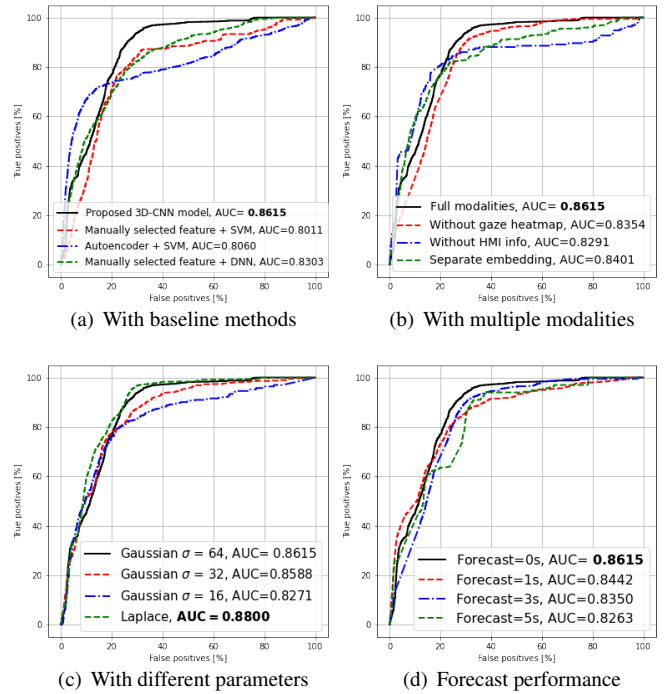 100
80
60
40
20
0
True positives [%]
Proposed 3D-CNN model, AUC= 0.8615
Manually selected feature + SVM, AUC=0.8011
Autoencoder + SVM, AUC=0.8060
Manually selected feature + DNN, AUC=0.8303
0 20 40 60 80 100
False positives [%]
(a) With baseline methods
100
80
60
40
20
0
True positives [%]
Full modalities, AUC= 0.8615
Without gaze heatmap, AUC=0.8354
Without HMI info, AUC=0.8291
Separate embedding, AUC=0.8401
0 20 40 60 80 100
False positives [%]
(b) With multiple modalities
100
80
60
40
20
0
True positives [%]
Gaussian σ = 64, AUC= 0.8615
Gaussian σ = 32, AUC=0.8588
Gaussian σ = 16, AUC=0.8271
Laplace, AUC = 0.8800
0 20 40 60 80 100
False positives [%]
(c) With different parameters
100
80
60
40
20
0
True positives [%]
Forecast=0s, AUC= 0.8615
Forecast=1s, AUC=0.8442
Forecast=3s, AUC=0.8350
Forecast=5s, AUC=0.8263
0 20 40 60 80 100
False positives [%]
(d) Forecast performance